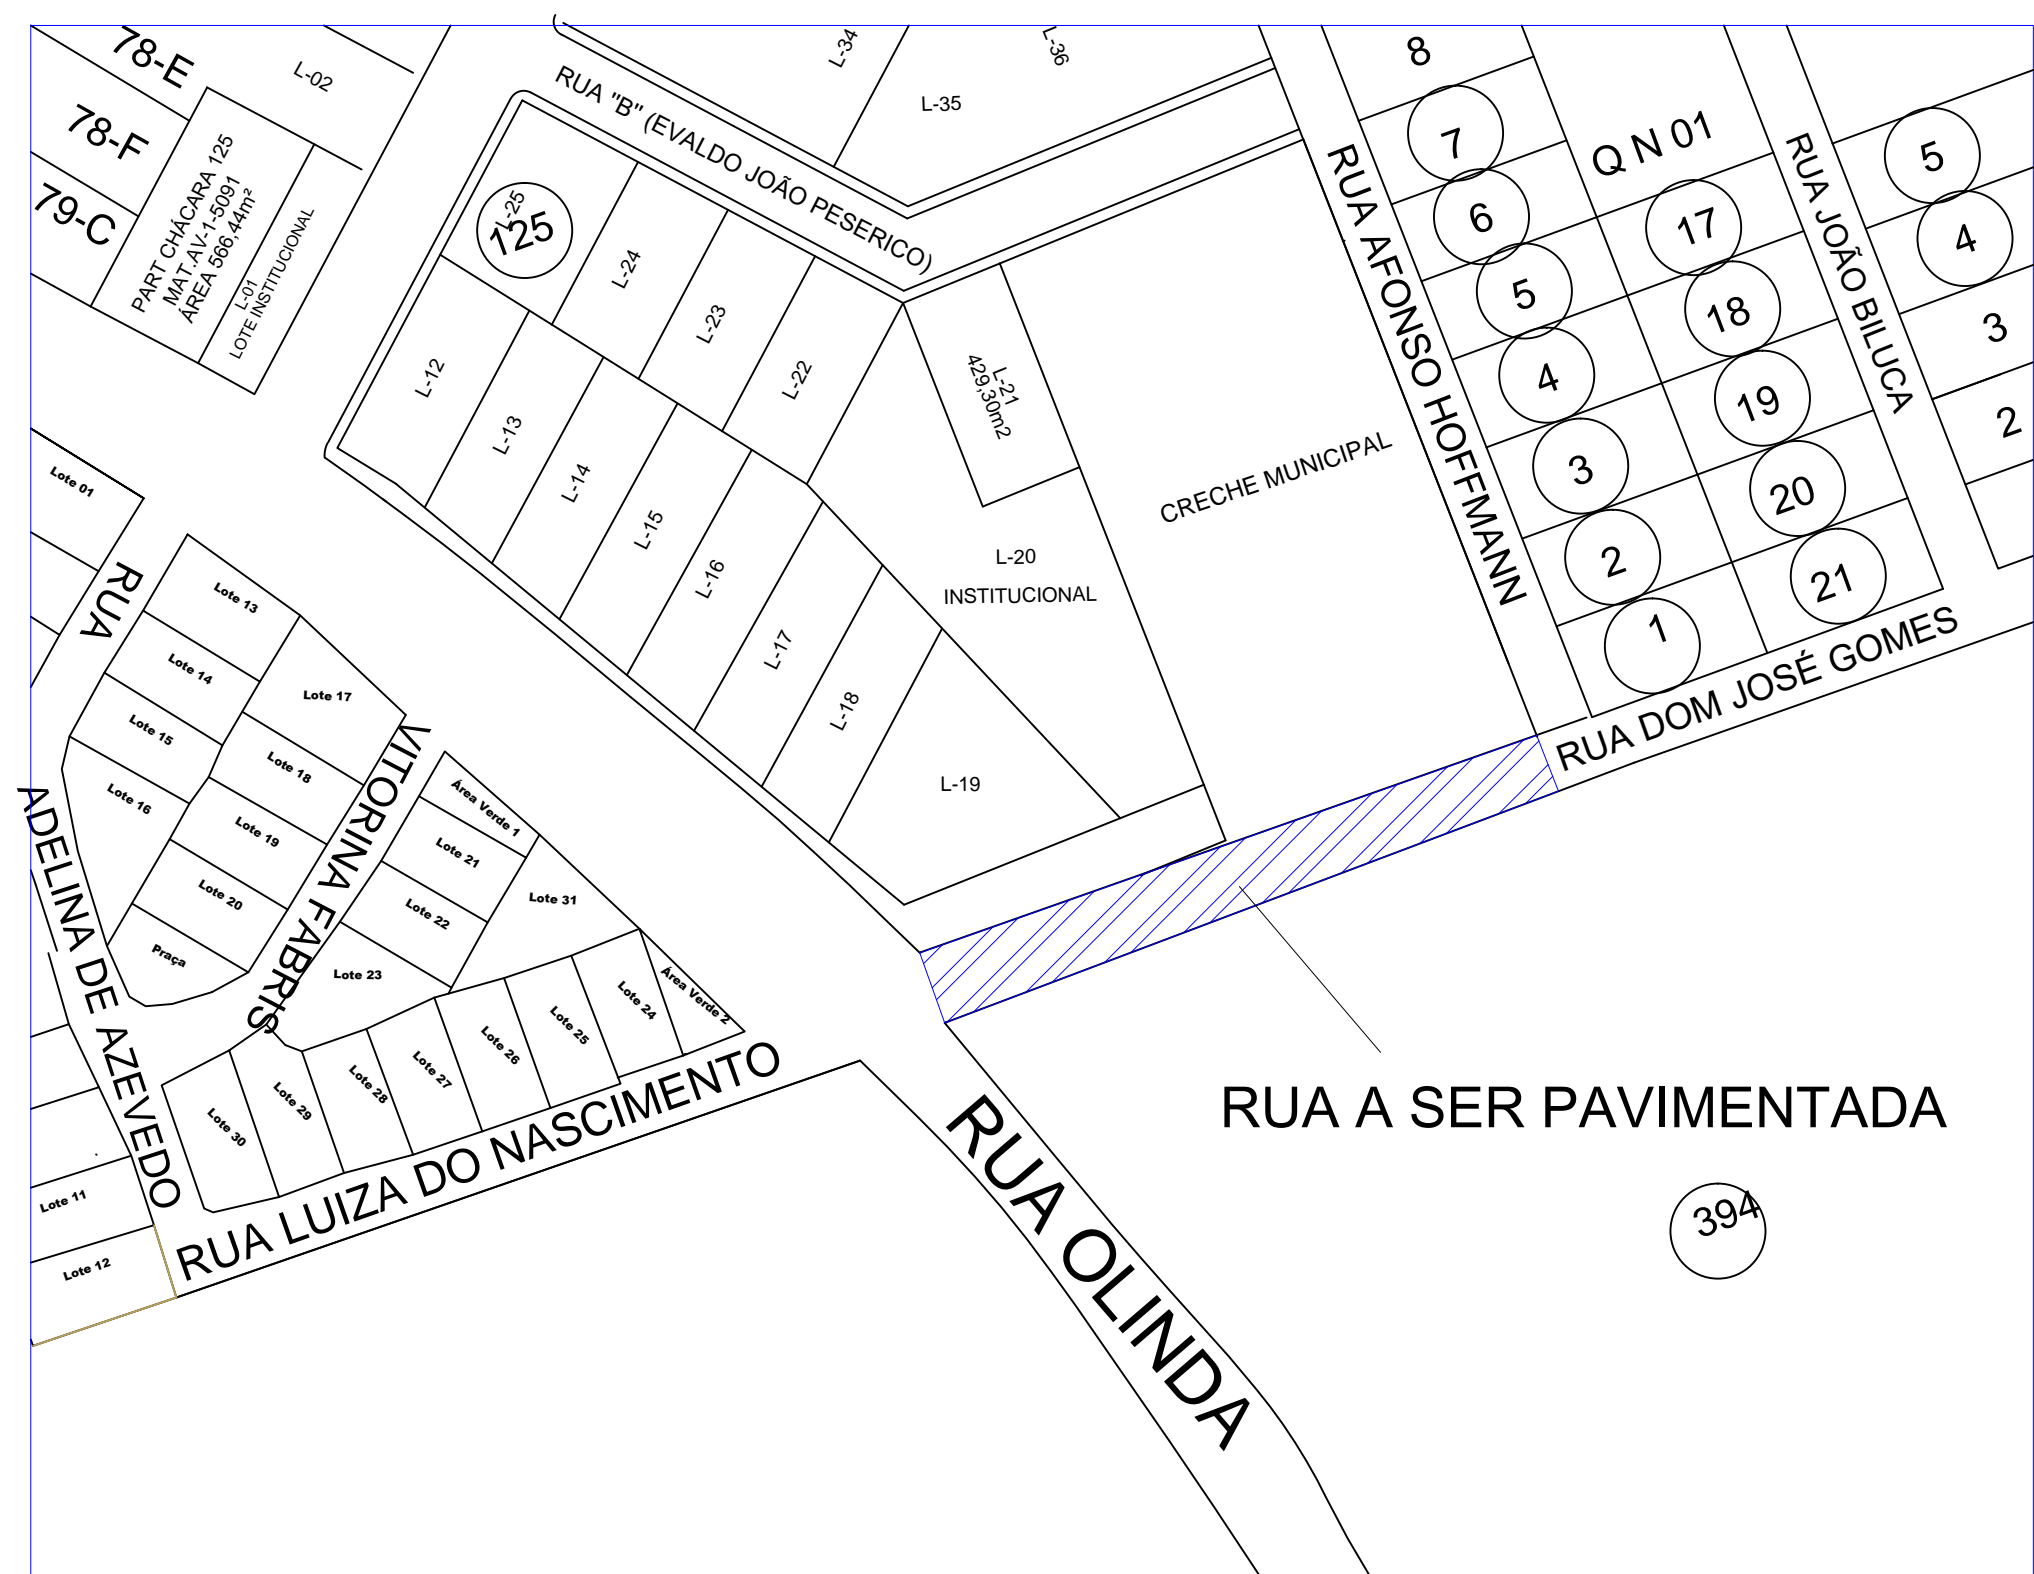 78-E
78-F
79-C
L-02
PART CHÁCARA 125
MAT.AV-1-5091
ÁREA 566,44m²
L-01
LOTE INSTITUCIONAL
RUA "B" (EVALDO JOÃO PESERICO)
L-34
L-35
L-36
L-25
125
L-24
L-23
L-22
L-12
L-13
L-14
L-15
L-16
L-17
L-18
L-19
L-21
429,30m2
L-20
INSTITUCIONAL
CRECHE MUNICIPAL
RUA AFONSO HOFFMANN
8
7
6
5
4
3
2
1
Q N 01
17
18
19
20
21
RUA JOÃO BILUCA
5
4
3
2
RUA DOM JOSÉ GOMES
Lote 01
RUA
ADELINA DE AZEVEDO
Lote 13
Lote 14
Lote 15
Lote 16
Lote 17
Lote 18
Lote 19
Lote 20
Praça
VITORINA FABRIS
Área Verde 1
Lote 21
Lote 22
Lote 23
Lote 31
Lote 24
Área Verde 2
Lote 25
Lote 26
Lote 27
Lote 28
Lote 29
Lote 30
Lote 11
Lote 12
RUA LUIZA DO NASCIMENTO
RUA OLINDA
RUA A SER PAVIMENTADA
394